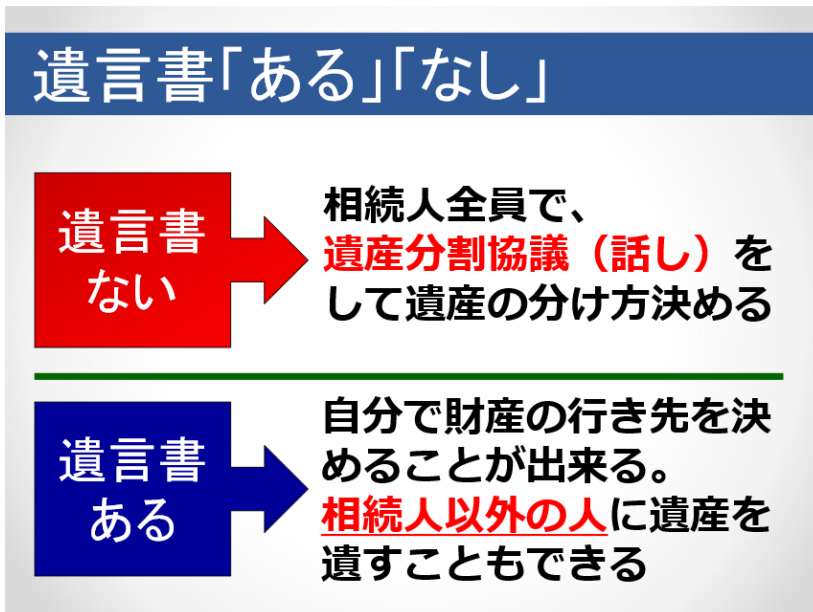 遺言書「ある」「なし」
遺言書
ない
相続人全員で、
遺産分割協議（話し）を
して遺産の分け方決める
遺言書
ある
自分で財産の行き先を決
めることが出来る。
相続人以外の人に遺産を
遺すこともできる